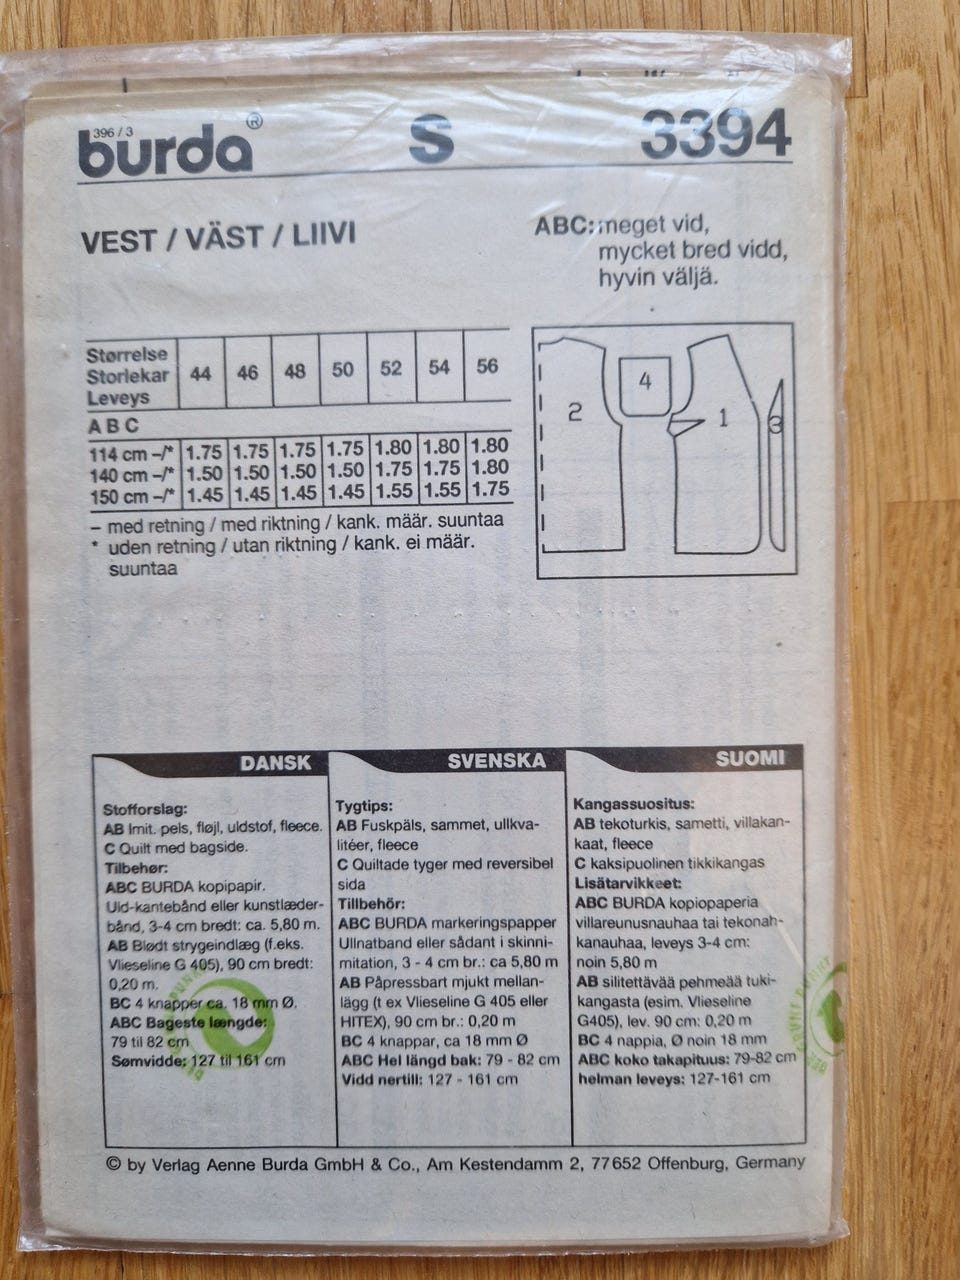 396 / 3
burda®
S
3394
VEST / VÄST / LIIVI
ABC: meget vid,
mycket bred vidd,
hyvin väljä.
Størrelse
Storlekar
Leveys
44 46 48 50 52 54 56
A B C
114 cm –/* 1.75 1.75 1.75 1.75 1.80 1.80 1.80
140 cm –/* 1.50 1.50 1.50 1.50 1.75 1.75 1.80
150 cm –/* 1.45 1.45 1.45 1.45 1.55 1.55 1.75
– med retning / med riktning / kank. määr. suuntaa
* uden retning / utan riktning / kank. ei määr.
suuntaa
2
4
1
3
DANSK
Stofforslag:
AB Imit. pels, fløjl, uldstof, fleece.
C Quilt med bagside.
Tilbehør:
ABC BURDA kopipapir.
Uld-kantebånd eller kunstlæder-
bånd, 3-4 cm bredt: ca. 5,80 m.
AB Blødt strygeindlæg (f.eks.
Vlieseline G 405), 90 cm bredt:
0,20 m.
BC 4 knapper ca. 18 mm Ø.
ABC Bageste længde:
79 til 82 cm
Sømvidde: 127 til 161 cm
SVENSKA
Tygtips:
AB Fuskpäls, sammet, ullkva-
litéer, fleece
C Quiltade tyger med reversibel
sida
Tillbehör:
ABC BURDA markeringspapper
Ullnatband eller sådant i skinni-
mitation, 3 - 4 cm br.: ca 5,80 m
AB Påpressbart mjukt mellan-
lägg (t ex Vlieseline G 405 eller
HITEX), 90 cm br.: 0,20 m
BC 4 knappar, ca 18 mm Ø
ABC Hel längd bak: 79 - 82 cm
Vidd nertill: 127 - 161 cm
SUOMI
Kangassuositus:
AB tekoturkis, sametti, villakan-
kaat, fleece
C kaksipuolinen tikkikangas
Lisätarvikkeet:
ABC BURDA kopiopaperia
villareunusnauhaa tai tekonah-
kanauhaa, leveys 3-4 cm:
noin 5,80 m
AB silitettävää pehmeää tuki-
kangasta (esim. Vlieseline
G405), lev. 90 cm: 0,20 m
BC 4 nappia, Ø noin 18 mm
ABC koko takapituus: 79-82 cm
helman leveys: 127-161 cm
© by Verlag Aenne Burda GmbH & Co., Am Kestendamm 2, 77652 Offenburg, Germany